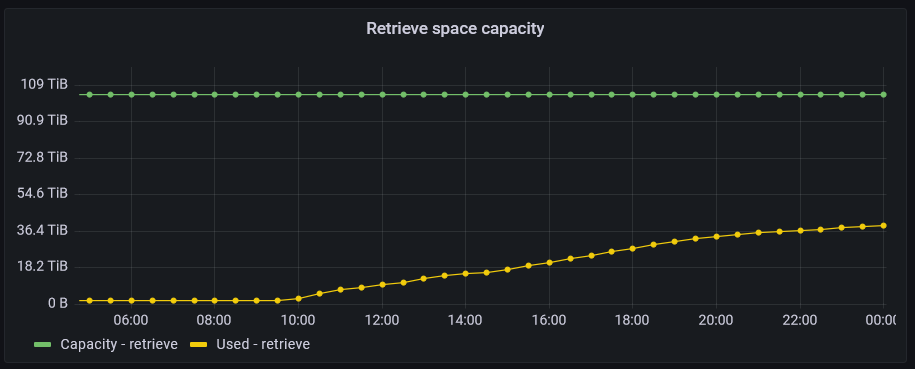 Retrieve space capacity
109 TiB
90.9 TiB
72.8 TiB
54.6 TiB
36.4 TiB
18.2 TiB
0 B
06:00 08:00 10:00 12:00 14:00 16:00 18:00 20:00 22:00 00:00
Capacity - retrieve Used - retrieve